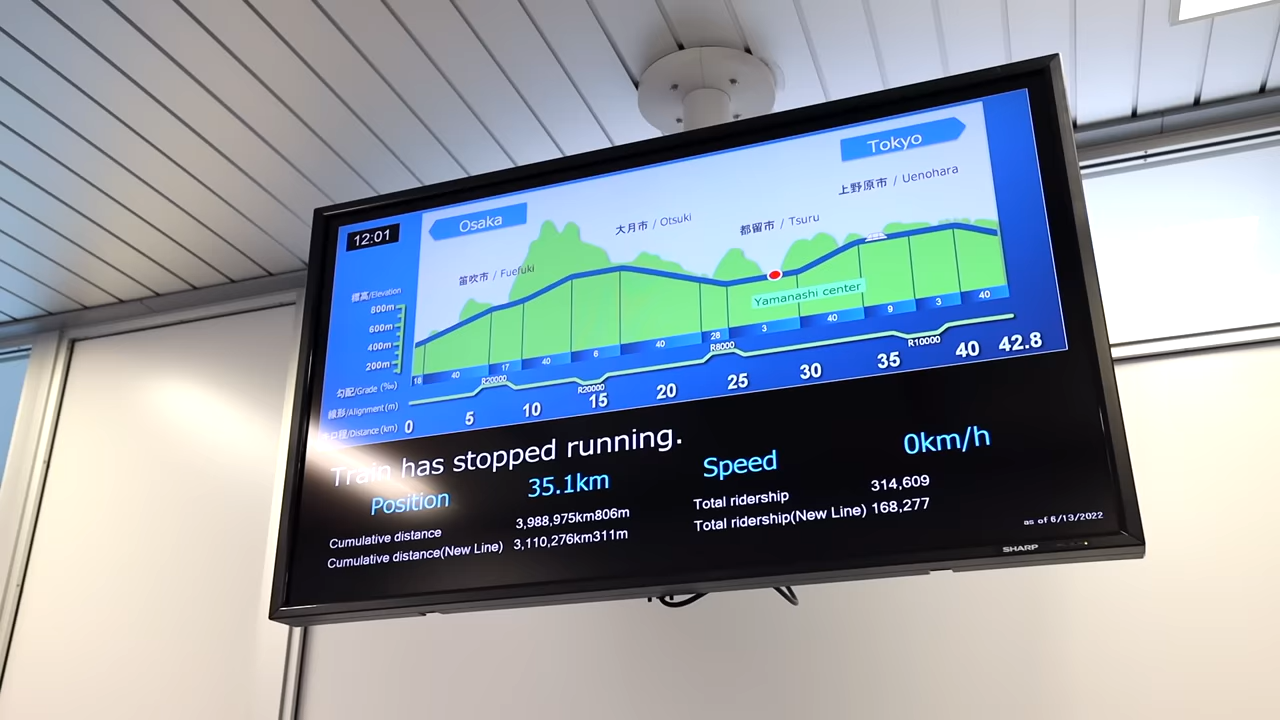 Tokyo
Osaka
12:01
上野原市 / Uenohara
大月市 / Otsuki
都留市 / Tsuru
笛吹市 / Fuefuki
Yamanashi center
標高/Elevation
800m
600m
400m
200m
勾配/Grade (‰)
18 40 17 40 6 40 28 3 40 9 3 40
線形/Alignment (m)
R20000 R20000 R8000 R10000
キロ程/Distance (km)
0 5 10 15 20 25 30 35 40 42.8
Train has stopped running.
Position 35.1km Speed 0km/h
Cumulative distance 3,988,975km806m
Cumulative distance(New Line) 3,110,276km311m
Total ridership 314,609
Total ridership(New Line) 168,277
as of 6/13/2022
SHARP